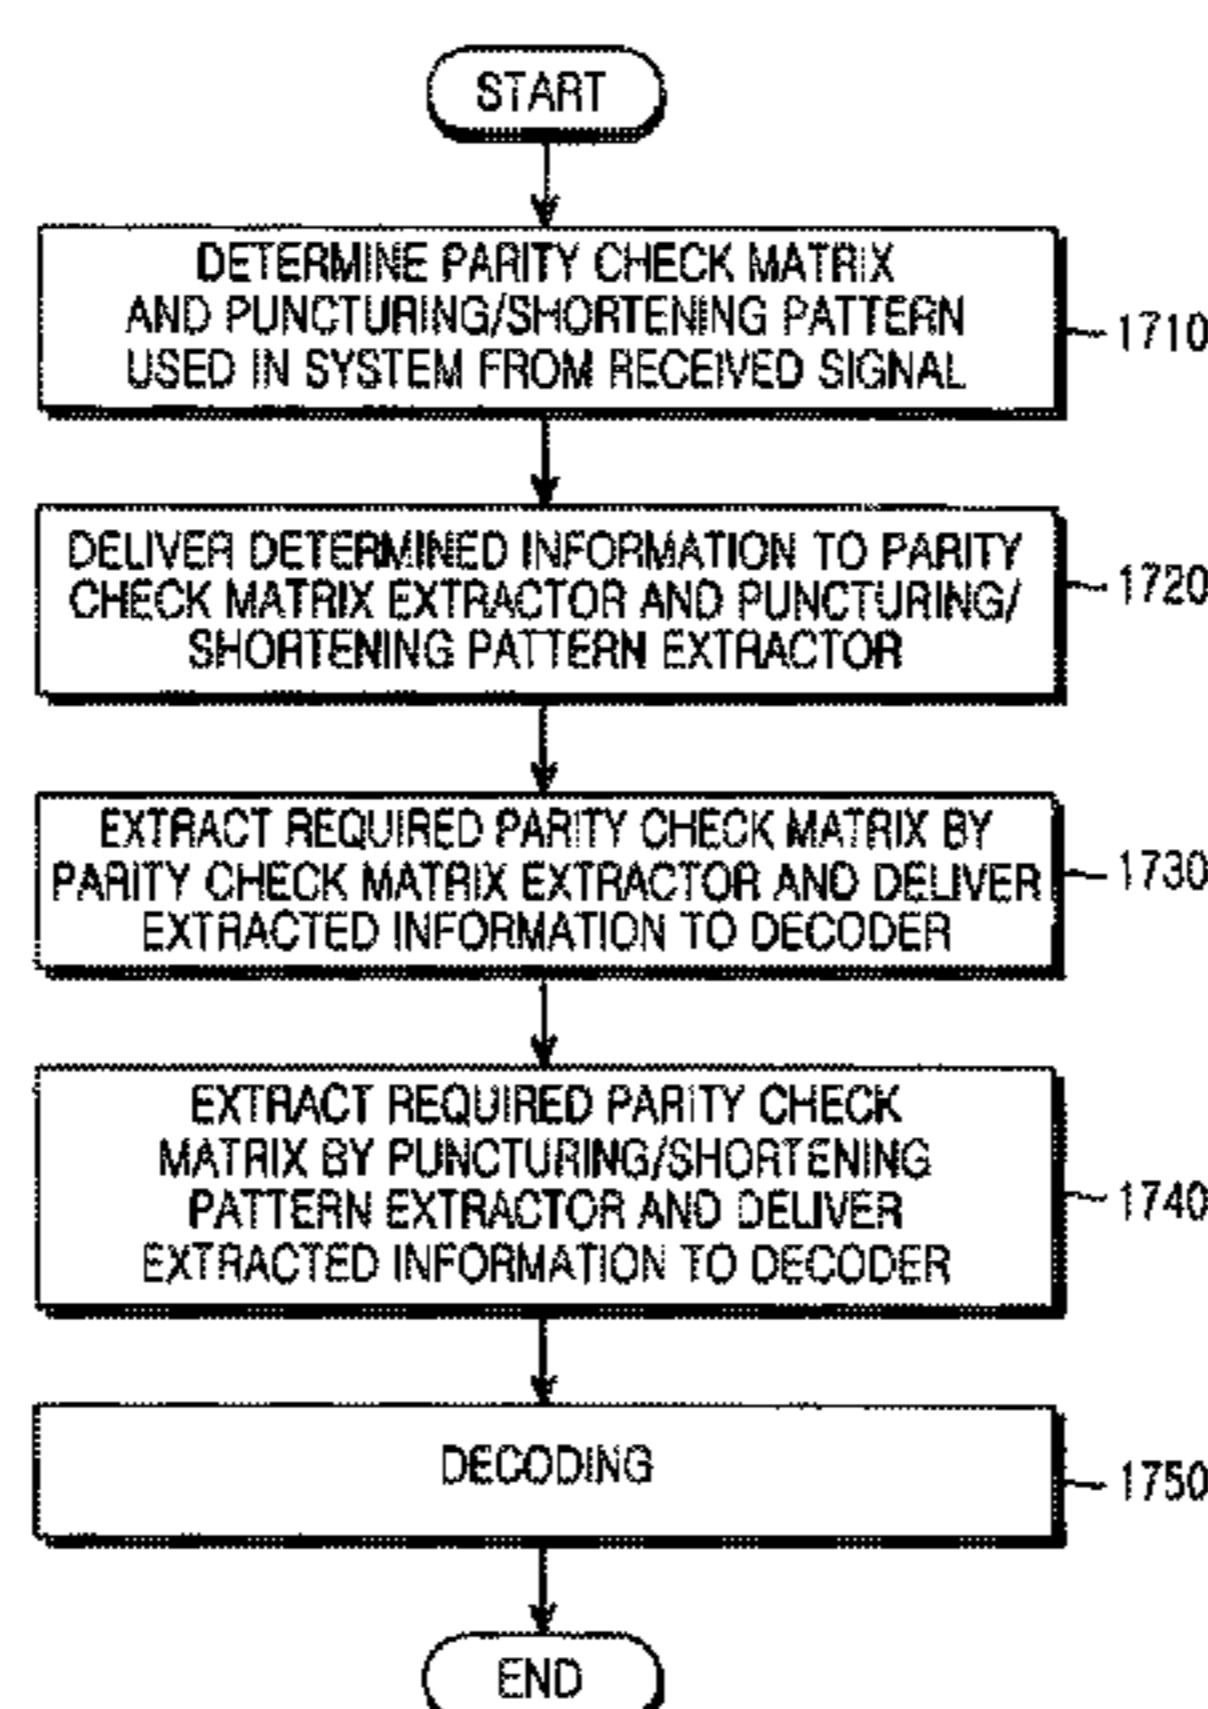 START
DETERMINE PARITY CHECK MATRIX
AND PUNCTURING/SHORTENING PATTERN
USED IN SYSTEM FROM RECEIVED SIGNAL
1710
DELIVER DETERMINED INFORMATION TO PARITY
CHECK MATRIX EXTRACTOR AND PUNCTURING/
SHORTENING PATTERN EXTRACTOR
1720
EXTRACT REQUIRED PARITY CHECK MATRIX BY
PARITY CHECK MATRIX EXTRACTOR AND DELIVER
EXTRACTED INFORMATION TO DECODER
1730
EXTRACT REQUIRED PARITY CHECK
MATRIX BY PUNCTURING/SHORTENING
PATTERN EXTRACTOR AND DELIVER
EXTRACTED INFORMATION TO DECODER
1740
DECODING
1750
END